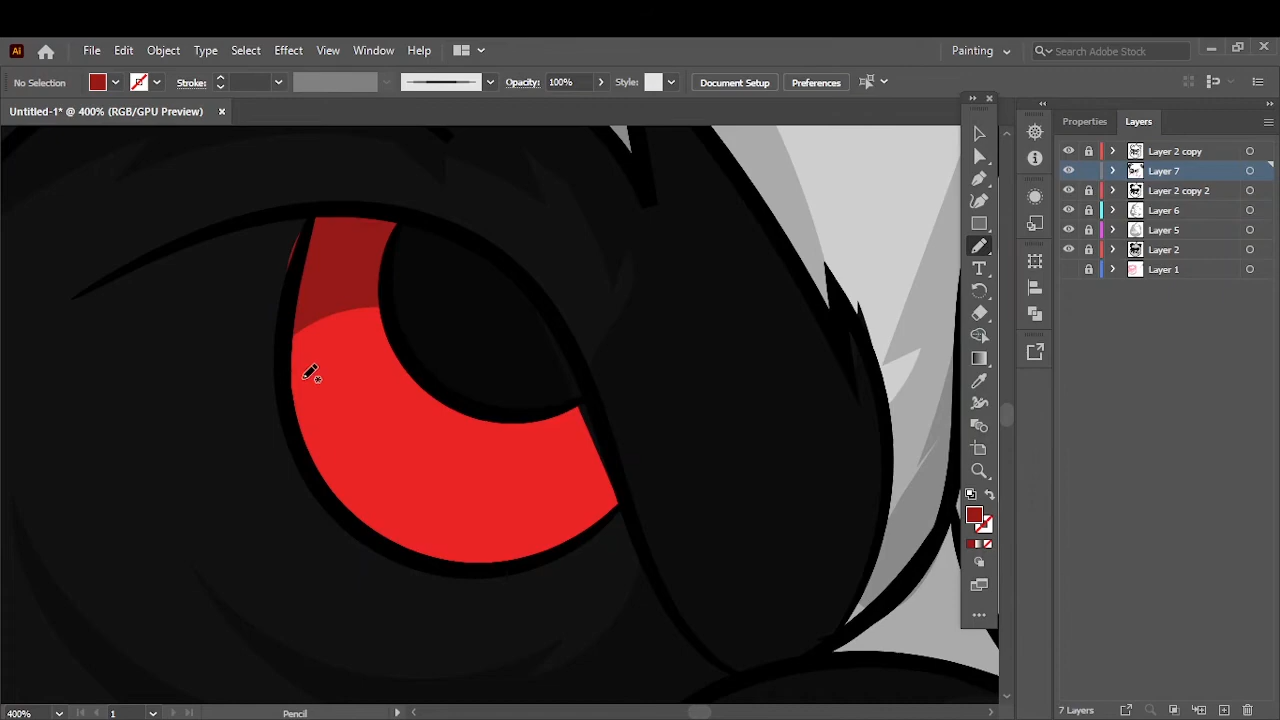 Ai File Edit Object Type Select Effect View Window Help Painting Search Adobe Stock
No Selection Stroke: Opacity: 100% Style: Document Setup Preferences
Untitled-1* @ 400% (RGB/GPU Preview)
Properties Layers
Layer 2 copy
Layer 7
Layer 2 copy 2
Layer 6
Layer 5
Layer 2
Layer 1
400% 1 Pencil 7 Layers